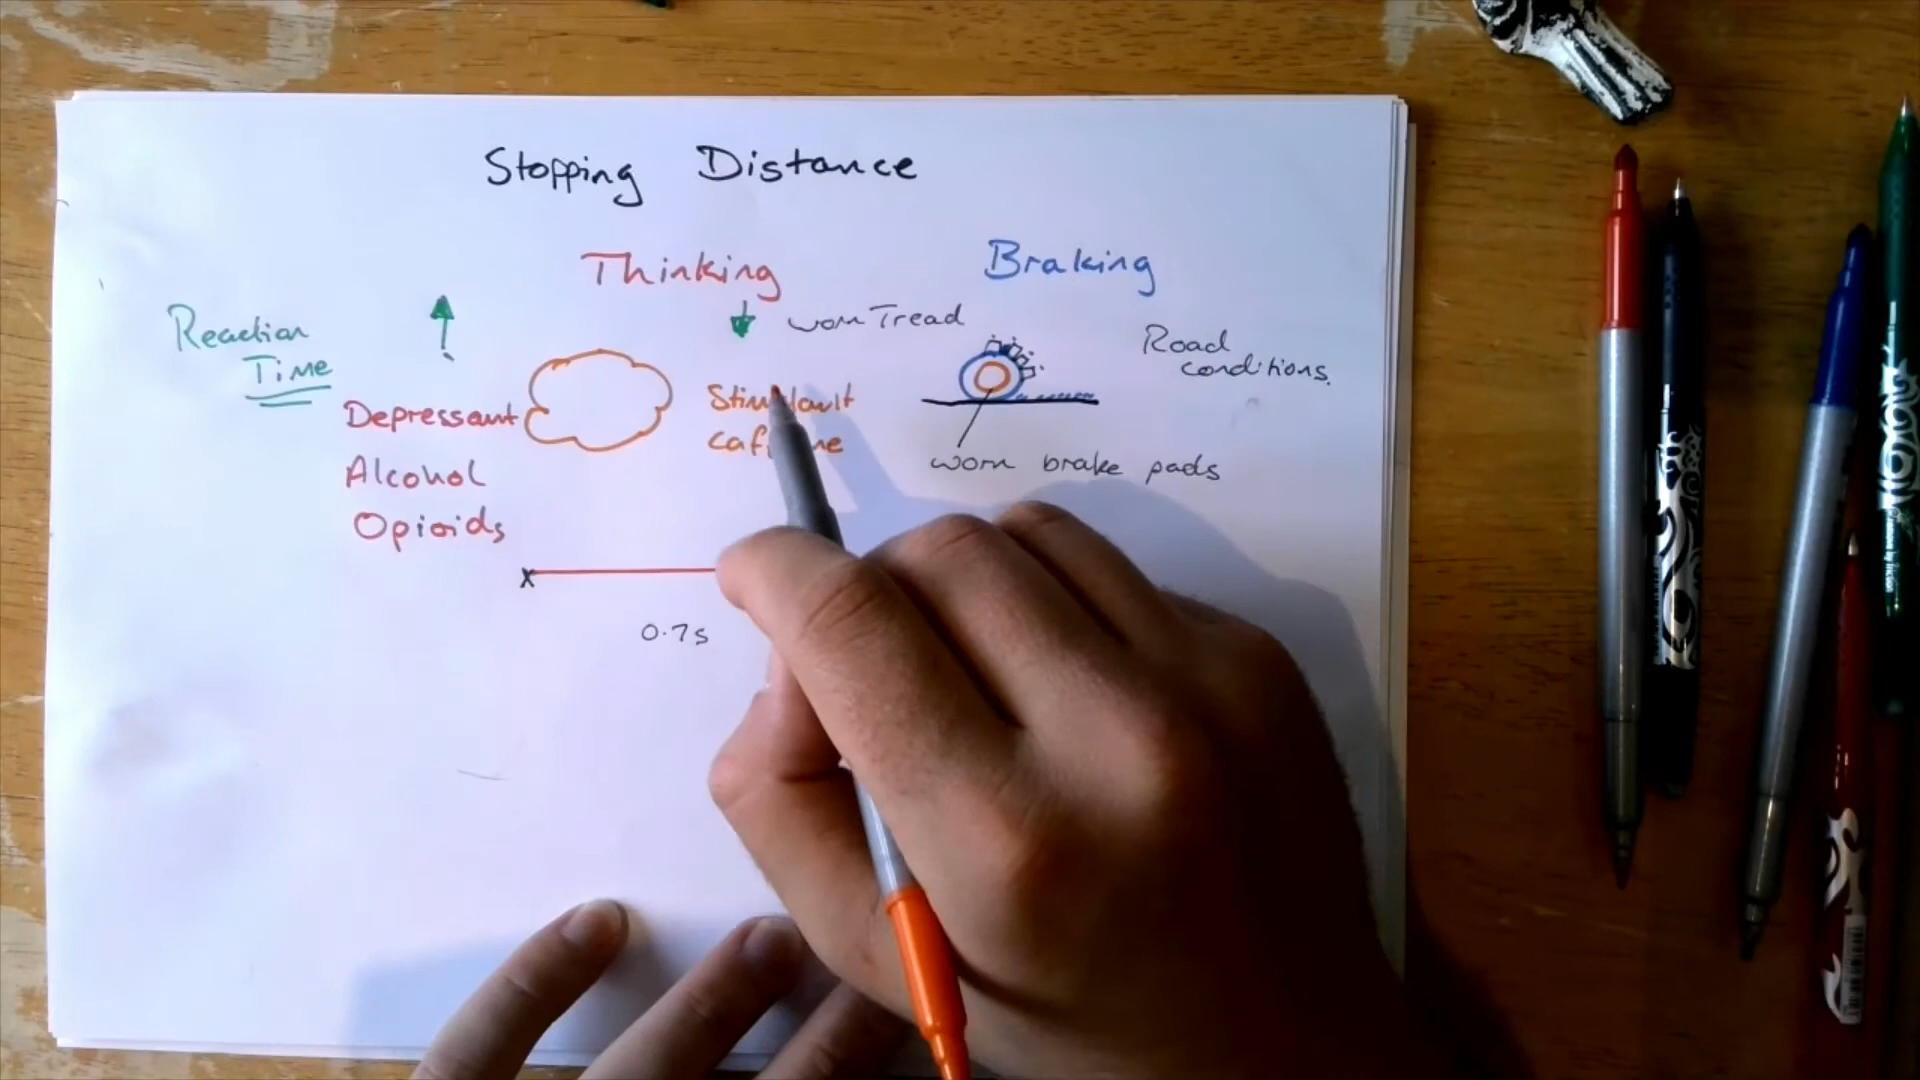 Stopping Distance
Thinking
Braking
Reaction
Time
Depressant
Alcohol
Opioids
worn Tread
Road
conditions.
worn brake pads
0.7s